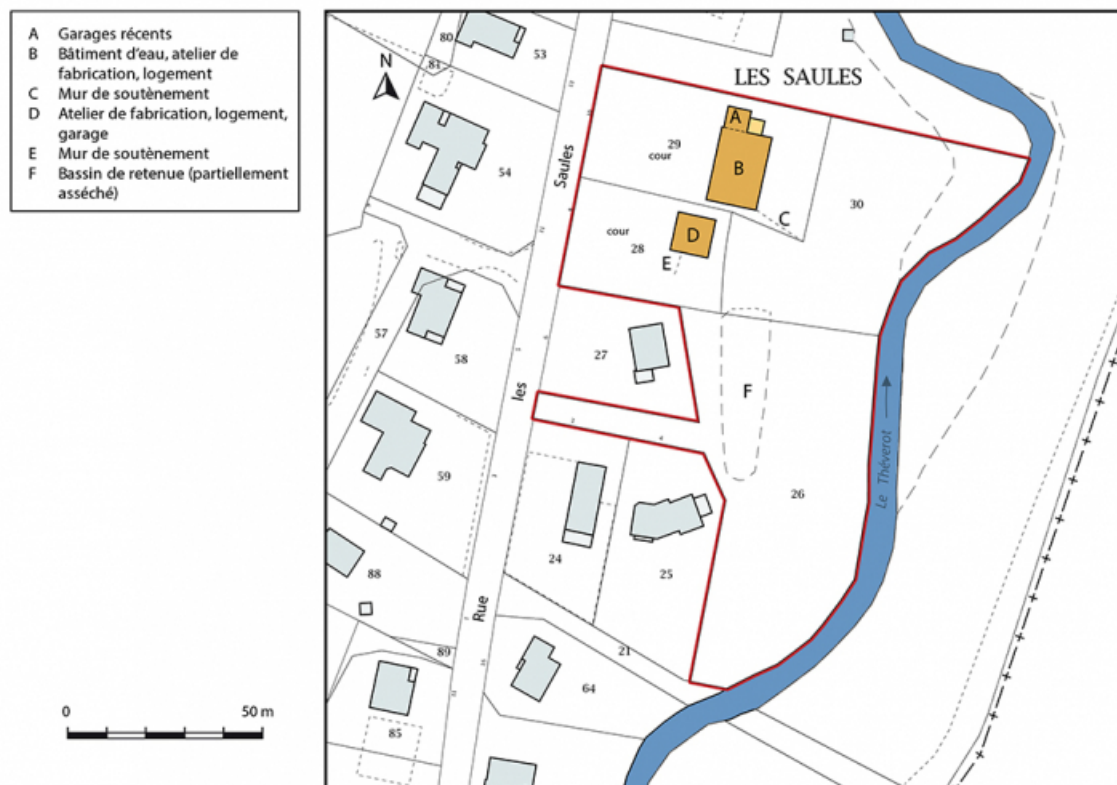 A Garages récents
B Bâtiment d'eau, atelier de
fabrication, logement
C Mur de soutènement
D Atelier de fabrication, logement,
garage
E Mur de soutènement
F Bassin de retenue (partiellement
asséché)
N
0 50 m
80
53
81
LES SAULES
54
Saules
29
cour
A
B
C
30
cour
28
D
E
57
58
27
les
F
59
26
Le Théverot
24
25
88
Rue
89
21
64
85